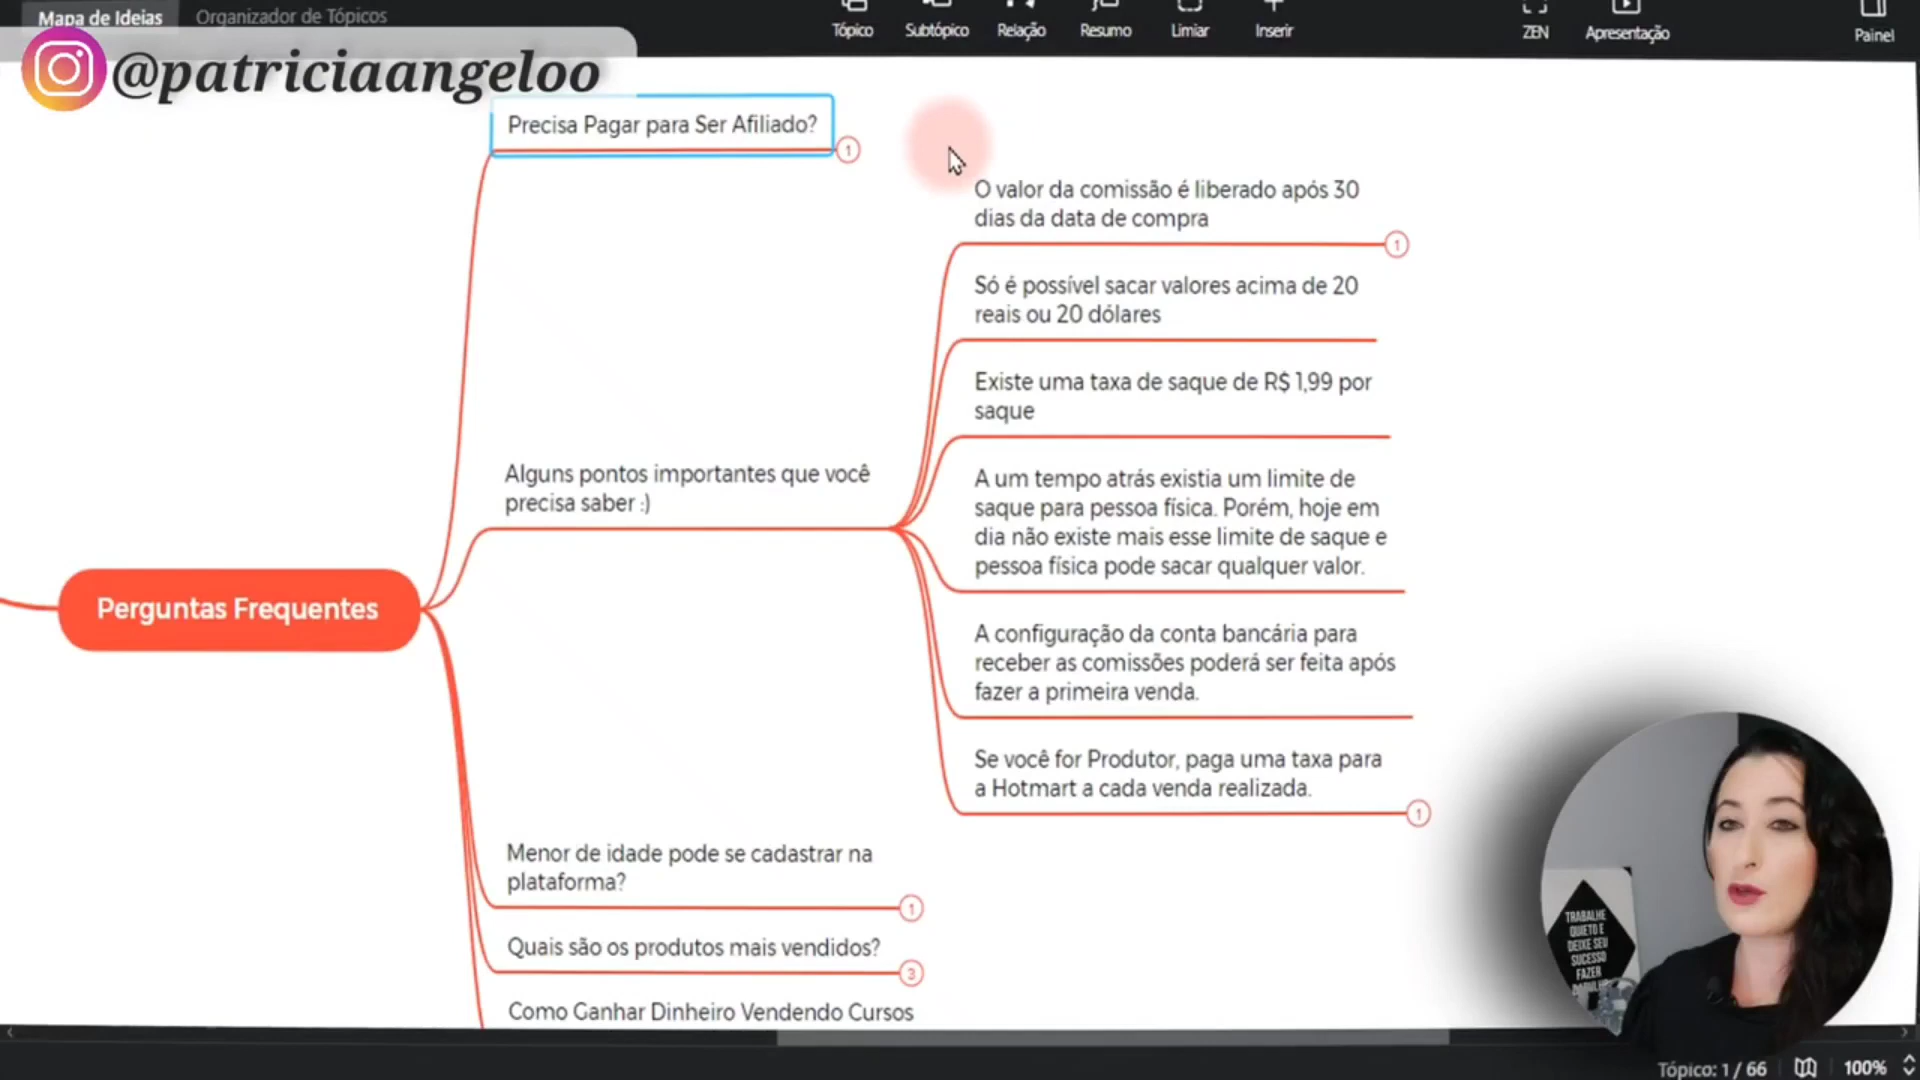 Mapa de Ideias
Organizador de Tópicos
Tópico
Subtópico
Relação
Resumo
Limiar
Inserir
ZEN
Apresentação
Painel
@patriciaangeloo
Precisa Pagar para Ser Afiliado?
1
O valor da comissão é liberado após 30
dias da data de compra
1
Só é possível sacar valores acima de 20
reais ou 20 dólares
Existe uma taxa de saque de R$ 1,99 por
saque
Alguns pontos importantes que você
precisa saber :)
A um tempo atrás existia um limite de
saque para pessoa física. Porém, hoje em
dia não existe mais esse limite de saque e
pessoa física pode sacar qualquer valor.
Perguntas Frequentes
A configuração da conta bancária para
receber as comissões poderá ser feita após
fazer a primeira venda.
Se você for Produtor, paga uma taxa para
a Hotmart a cada venda realizada.
1
Menor de idade pode se cadastrar na
plataforma?
1
Quais são os produtos mais vendidos?
3
Como Ganhar Dinheiro Vendendo Cursos
TRABALHE
QUIETO E
DEIXE SEU
SUCESSO
FAZER
Tópico: 1 / 66
100%